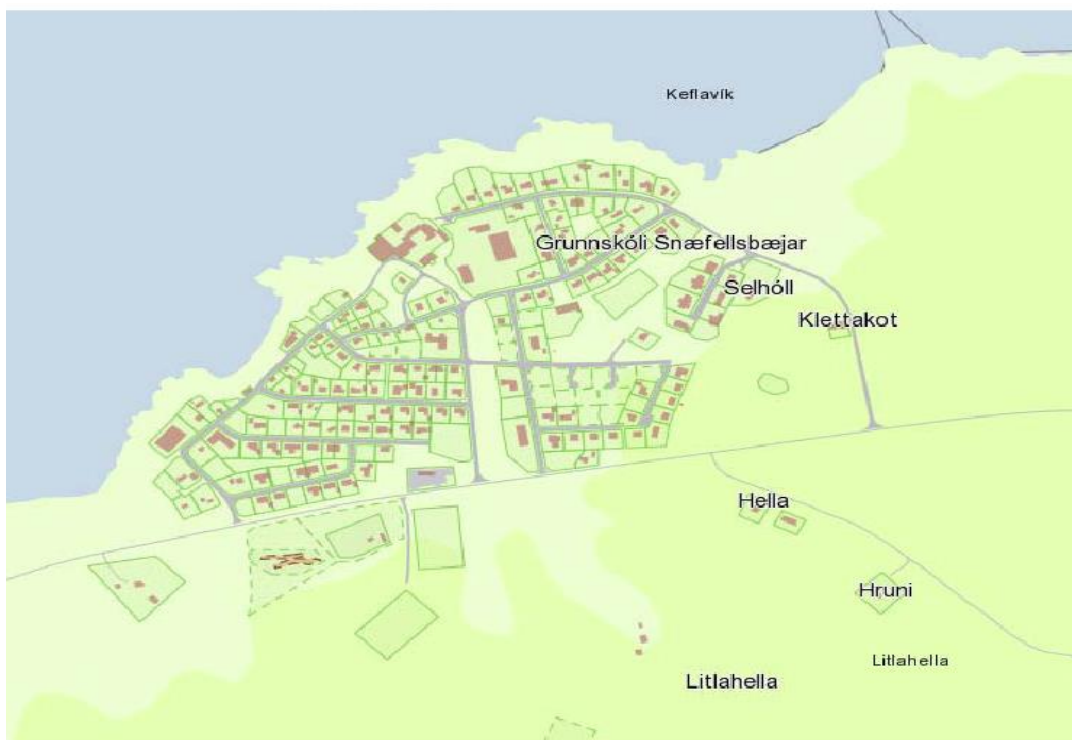 Keflavík
Grunnskóli Snæfellsbæjar
Selhóll
Klettakot
Hella
Hruni
Litlahella
Litlahella